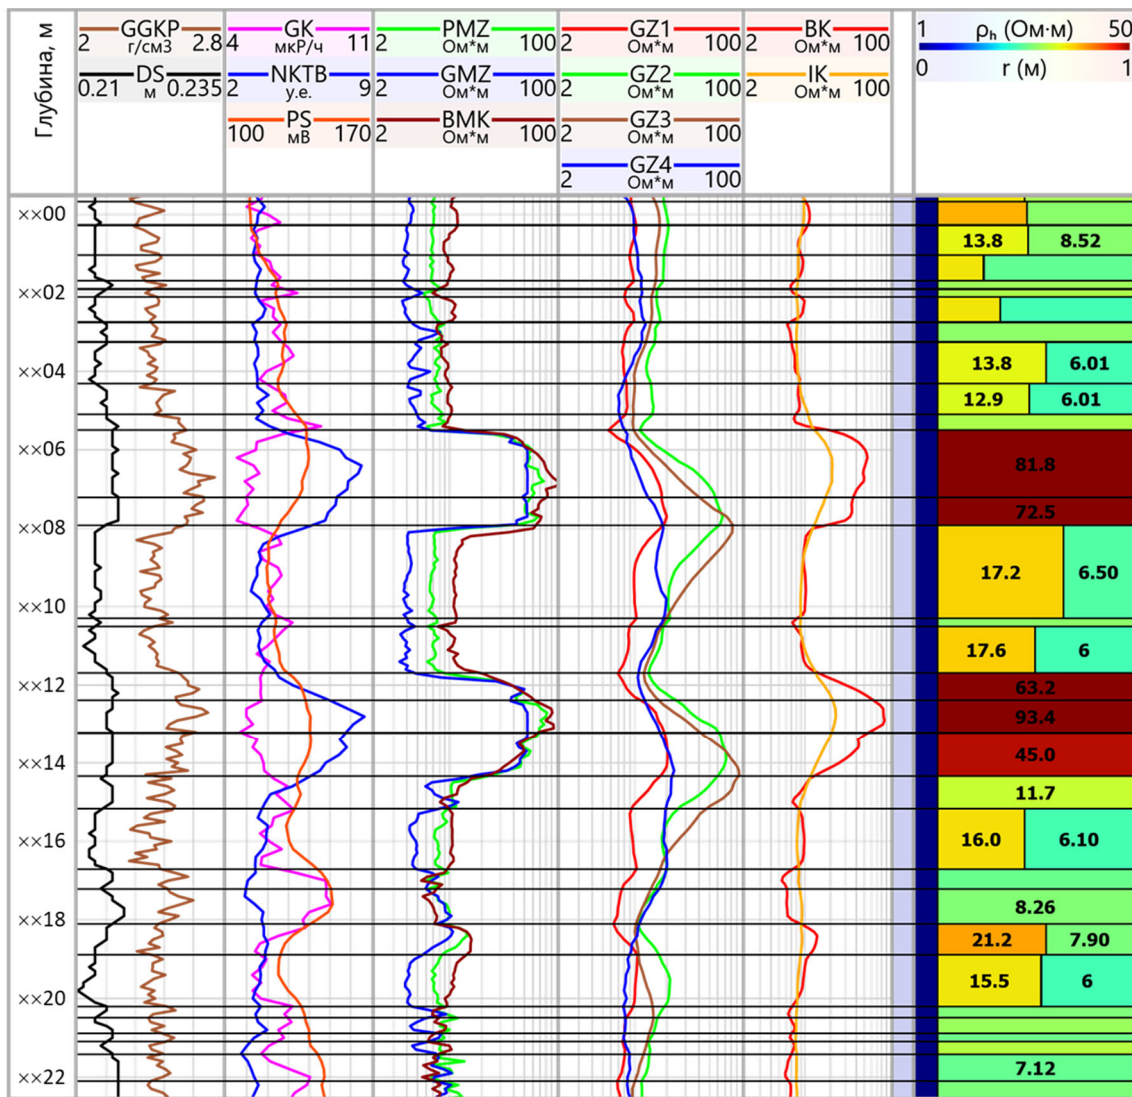 Глубина, м
GGKP
2 г/см3 2.8
DS
0.21 м 0.235
GK
4 мкР/ч 11
NKTB
2 у.е. 9
PS
100 мВ 170
PMZ
2 Ом*м 100
GMZ
2 Ом*м 100
BMK
2 Ом*м 100
GZ1
2 Ом*м 100
GZ2
2 Ом*м 100
GZ3
2 Ом*м 100
GZ4
2 Ом*м 100
BK
2 Ом*м 100
IK
2 Ом*м 100
1 ρh (Ом·м) 50
0 r (м) 1
××00
13.8 8.52
××02
××04
13.8 6.01
12.9 6.01
××06
81.8
72.5
××08
17.2 6.50
××10
17.6 6
××12
63.2
93.4
××14
45.0
11.7
××16
16.0 6.10
××18
8.26
21.2 7.90
15.5 6
××20
7.12
××22